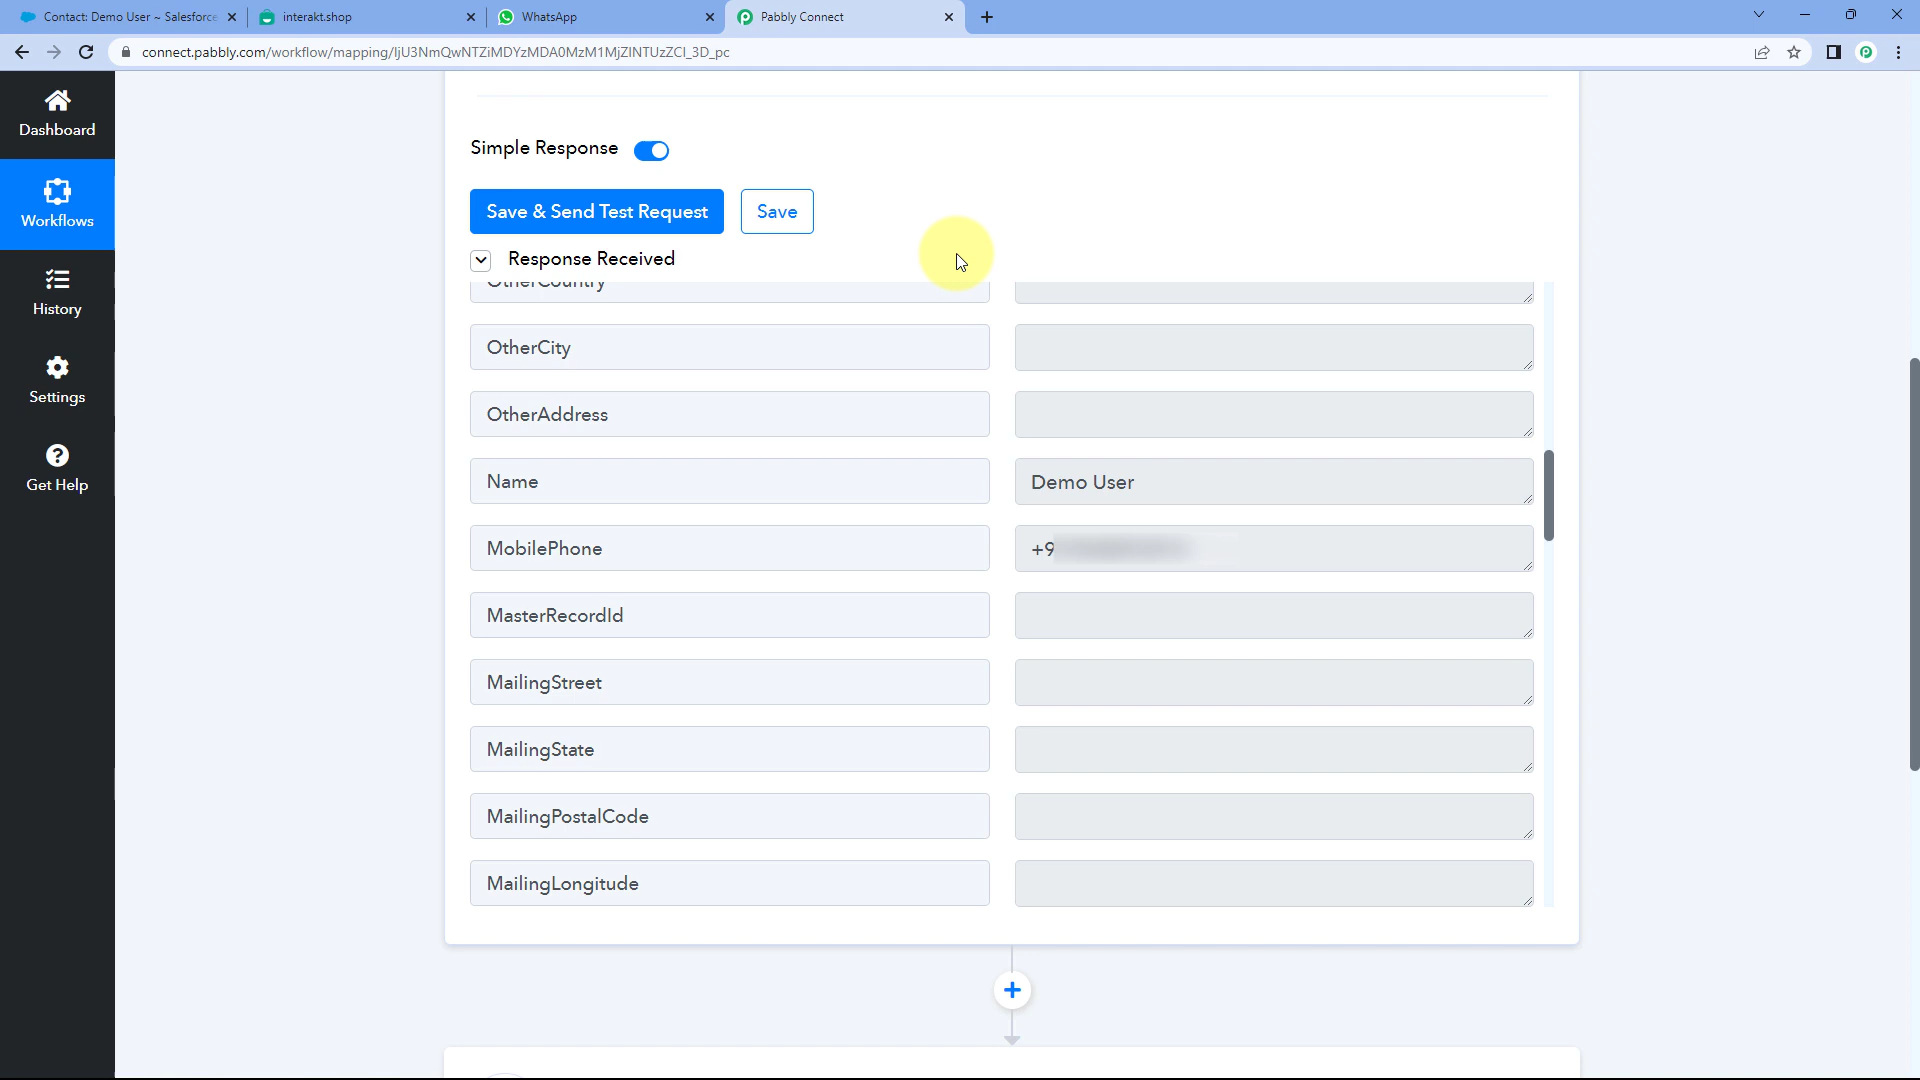 Contact: Demo User ~ Salesforce
interakt.shop
WhatsApp
Pabbly Connect
connect.pabbly.com/workflow/mapping/IjU3NmQwNTZiMDYzMDA0MzM1MjZlNTUzZCI_3D_pc
Dashboard
Workflows
History
Settings
Get Help
Simple Response
Save & Send Test Request
Save
Response Received
OtherCountry
OtherCity
OtherAddress
Name
Demo User
MobilePhone
+9
MasterRecordId
MailingStreet
MailingState
MailingPostalCode
MailingLongitude